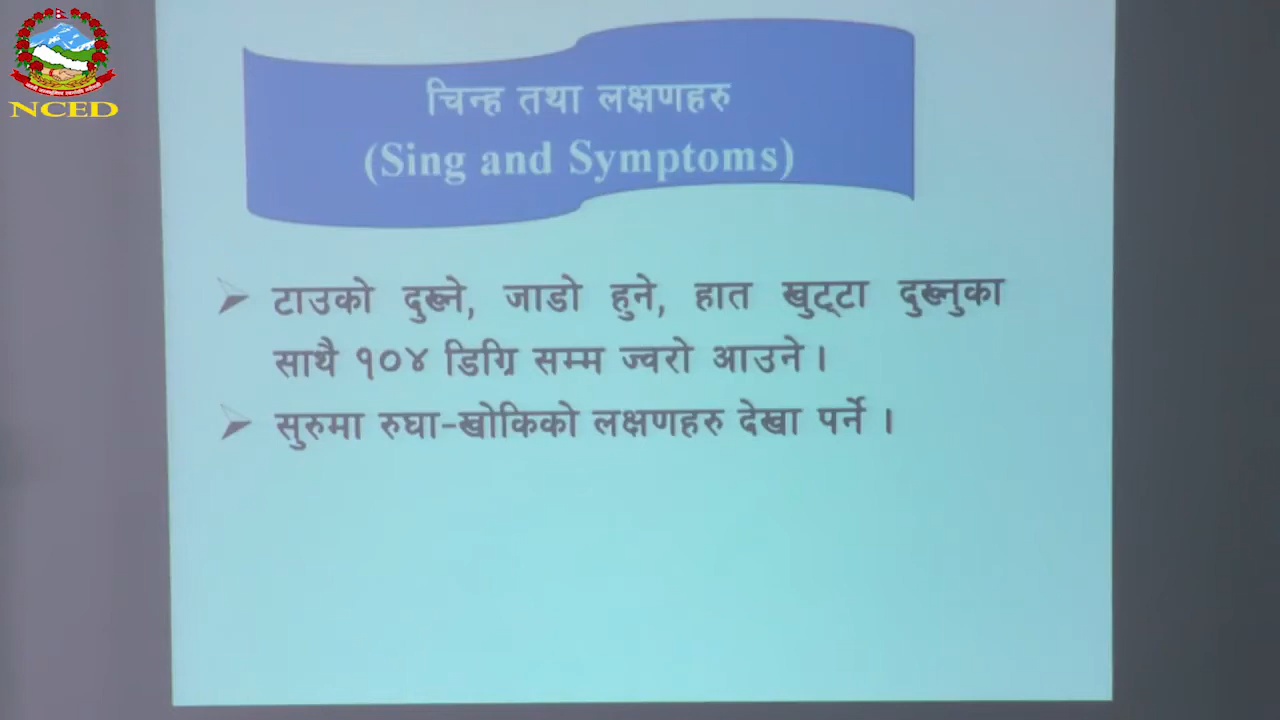 NCED
चिन्ह तथा लक्षणहरु
(Sing and Symptoms)
टाउको दुख्ने, जाडो हुने, हात खुट्टा दुख्नुका
साथै १०४ डिग्रि सम्म ज्वरो आउने ।
सुरुमा रुघा-खोकिको लक्षणहरु देखा पर्ने ।